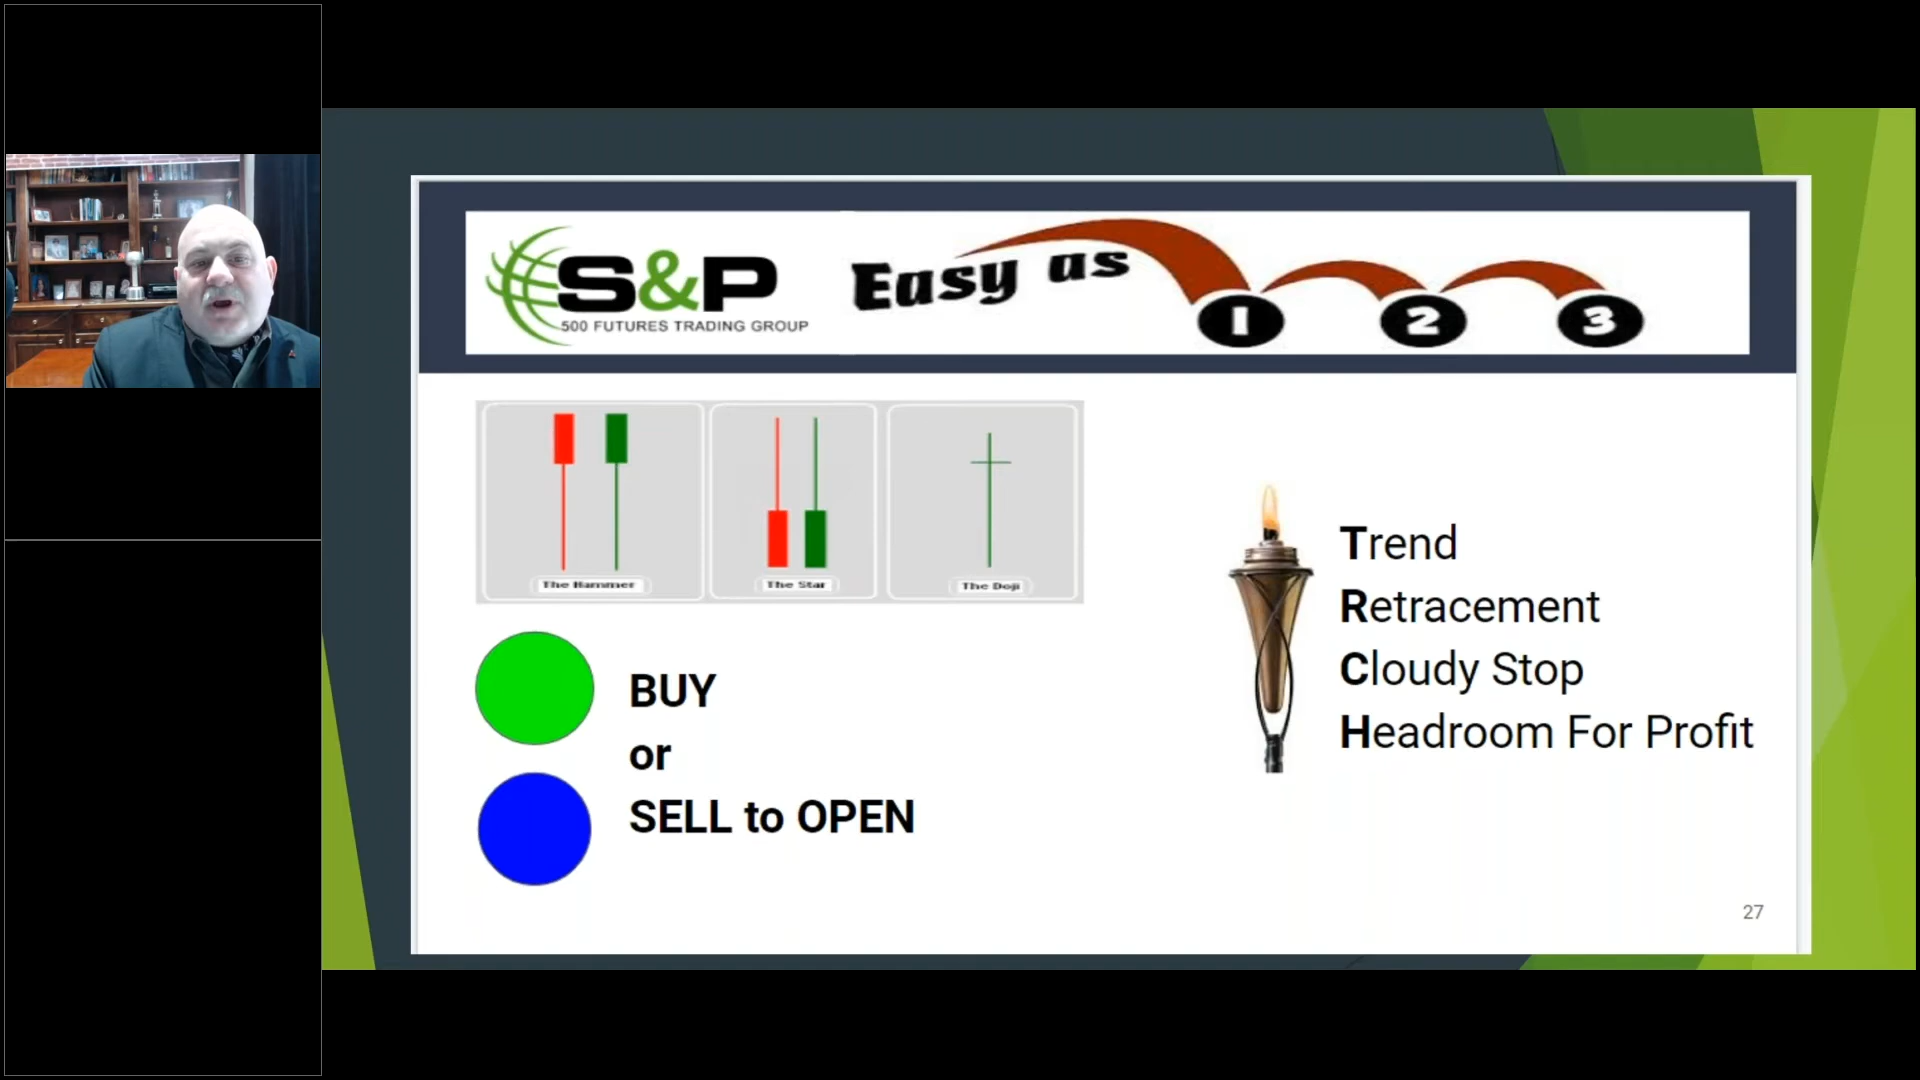 S&P
500 FUTURES TRADING GROUP
Easy as
1 2 3
The Hammer
The Star
The Doji
BUY
or
SELL to OPEN
Trend
Retracement
Cloudy Stop
Headroom For Profit
27